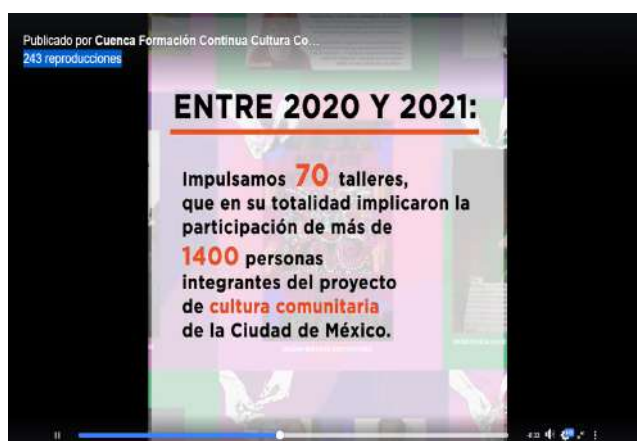 Publicado por Cuenca Formación Continua Cultura Co...
243 reproducciones
ENTRE 2020 Y 2021:
Impulsamos 70 talleres,
que en su totalidad implicaron la
participación de más de
1400 personas
integrantes del proyecto
de cultura comunitaria
de la Ciudad de México.